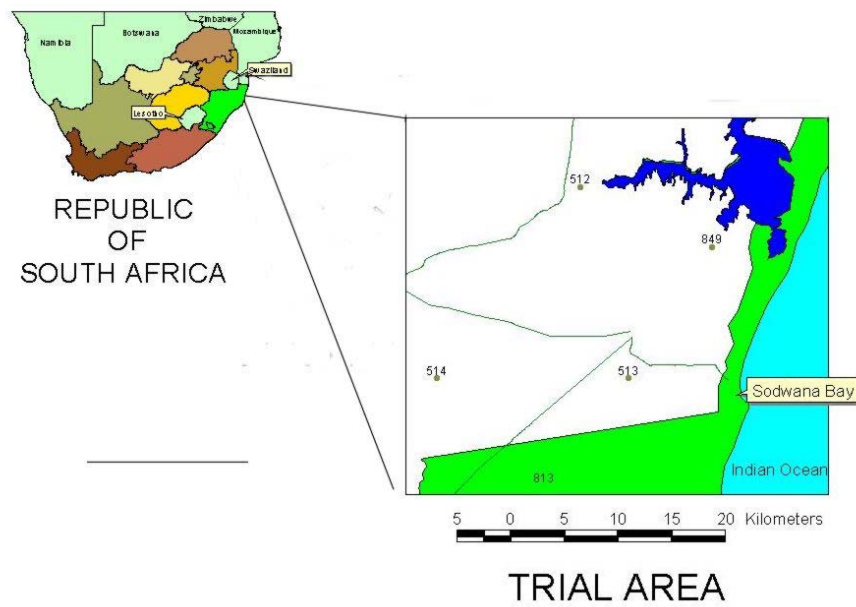 Zimbabwe
Namibia
Botswana
Mozambique
Swaziland
Lesotho
REPUBLIC
OF
SOUTH AFRICA
512
849
514
513
Sodwana Bay
813
Indian Ocean
5 0 5 10 15 20 Kilometers
TRIAL AREA